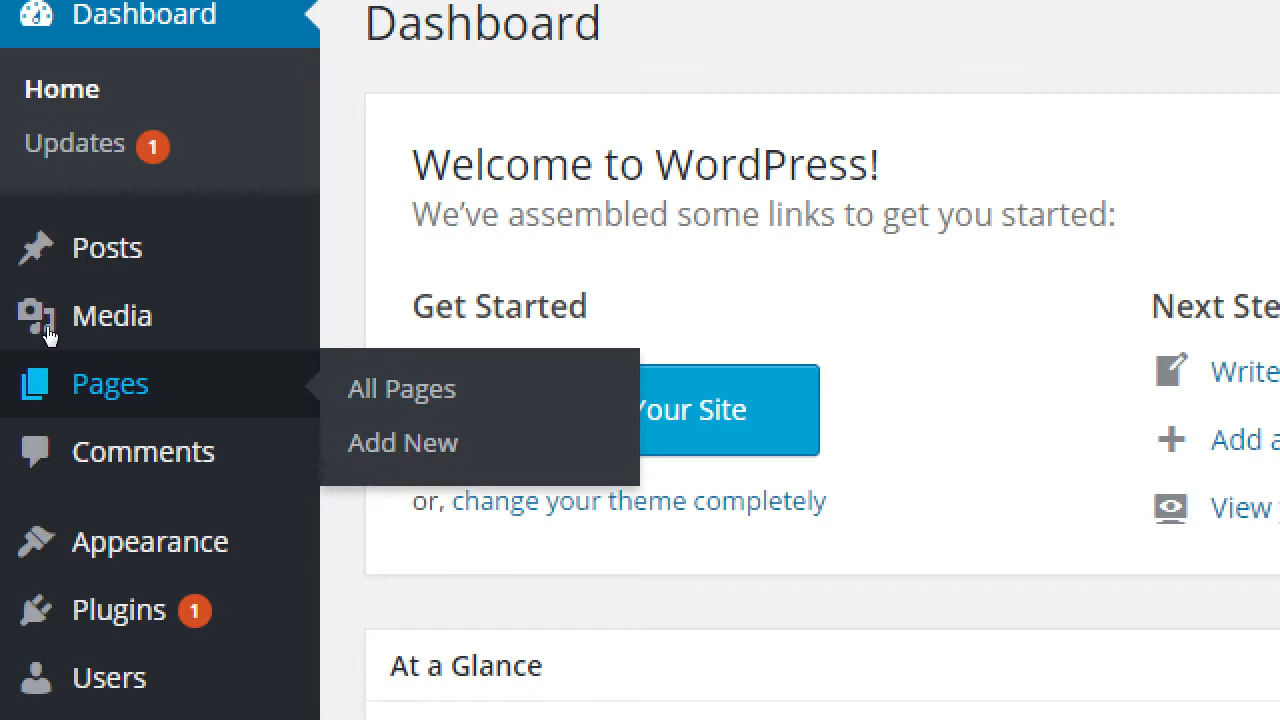 Dashboard
Home
Updates 1
Posts
Media
Pages
All Pages
Add New
Comments
Appearance
Plugins 1
Users
Dashboard
Welcome to WordPress!
We've assembled some links to get you started:
Get Started
Your Site
or, change your theme completely
Next Ste
Write
Add a
View
At a Glance